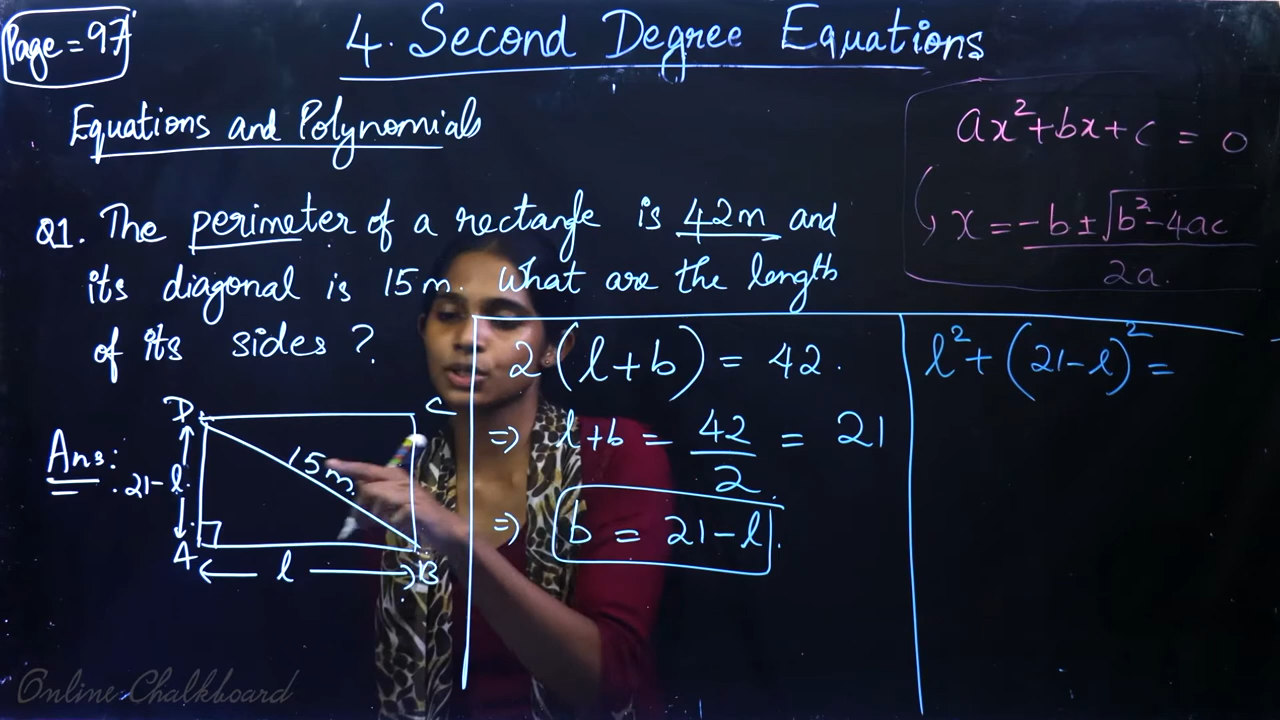 Page = 97
4. Second Degree Equations
Equations and Polynomials
ax²+bx+c = 0
x = -b ± √b²-4ac
2a.
Q1. The perimeter of a rectangle is 42m and
its diagonal is 15m. What are the length
of its sides ?
Ans:
D
C
15m
21-l
A
B
l
2(l+b) = 42.
⇒ l+b = 42/2 = 21
⇒ b = 21-l.
l²+(21-l)² =
Online Chalkboard